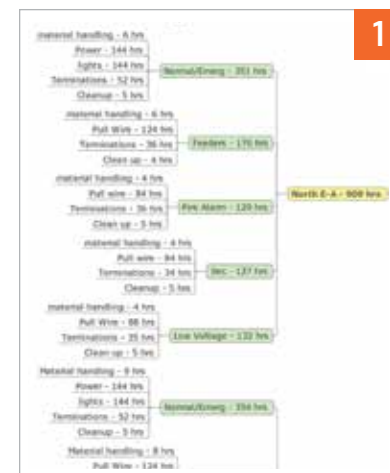 1
material handling - 6 hrs
Power - 144 hrs
lights - 144 hrs
Terminations - 52 hrs
Cleanup - 5 hrs
Normal/Emerg - 351 hrs
material handling - 6 hrs
Pull Wire - 124 hrs
Terminations - 36 hrs
Clean up - 4 hrs
Feeders - 170 hrs
material handling - 4 hrs
Pull wire - 84 hrs
Terminations - 36 hrs
Clean up - 5 hrs
Fire Alarm - 129 hrs
North E-A - 909 hrs
material handling - 4 hrs
Pull wire - 84 hrs
Terminations - 34 hrs
Cleanup - 5 hrs
Sec - 127 hrs
material handling - 4 hrs
Pull Wire - 88 hrs
Terminations - 35 hrs
Clean up - 5 hrs
Low Voltage - 132 hrs
Material handling - 9 hrs
Power - 144 hrs
lights - 144 hrs
Terminations - 52 hrs
Cleanup - 5 hrs
Normal/Emerg - 354 hrs
Material handling - 8 hrs
Pull Wire - 124 hrs